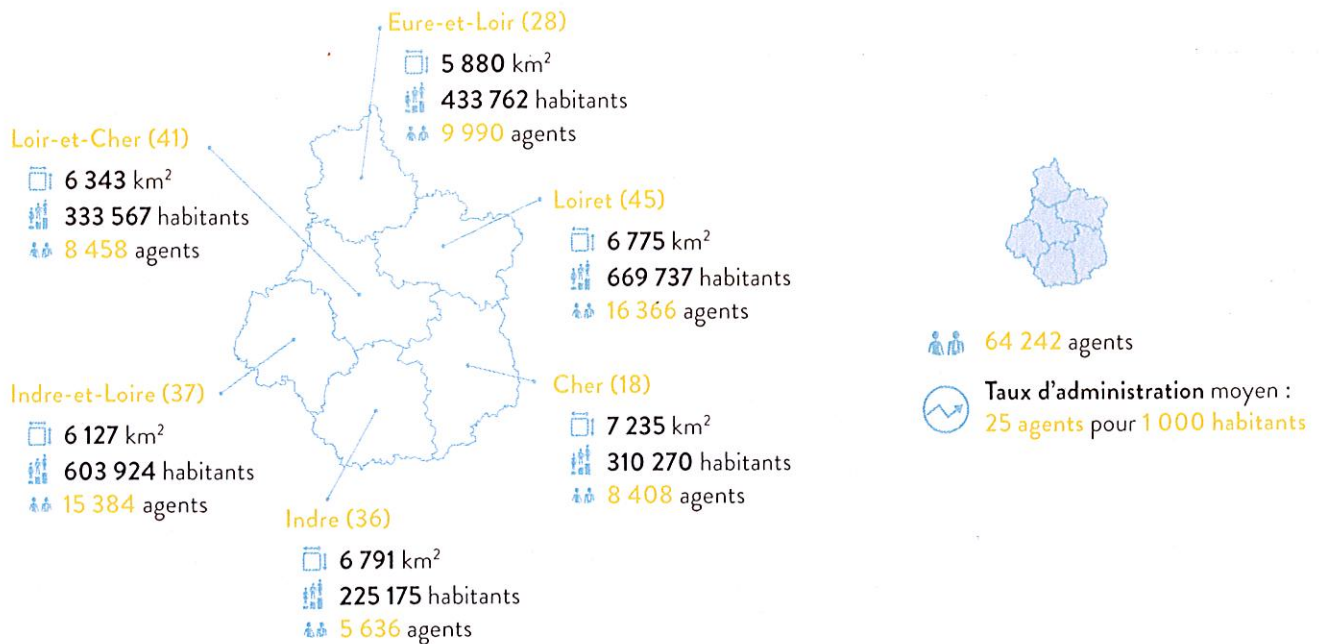 Eure-et-Loir (28)
5 880 km²
433 762 habitants
9 990 agents
Loir-et-Cher (41)
6 343 km²
333 567 habitants
8 458 agents
Loiret (45)
6 775 km²
669 737 habitants
16 366 agents
Indre-et-Loire (37)
6 127 km²
603 924 habitants
15 384 agents
Cher (18)
7 235 km²
310 270 habitants
8 408 agents
Indre (36)
6 791 km²
225 175 habitants
5 636 agents
64 242 agents
Taux d'administration moyen :
25 agents pour 1 000 habitants